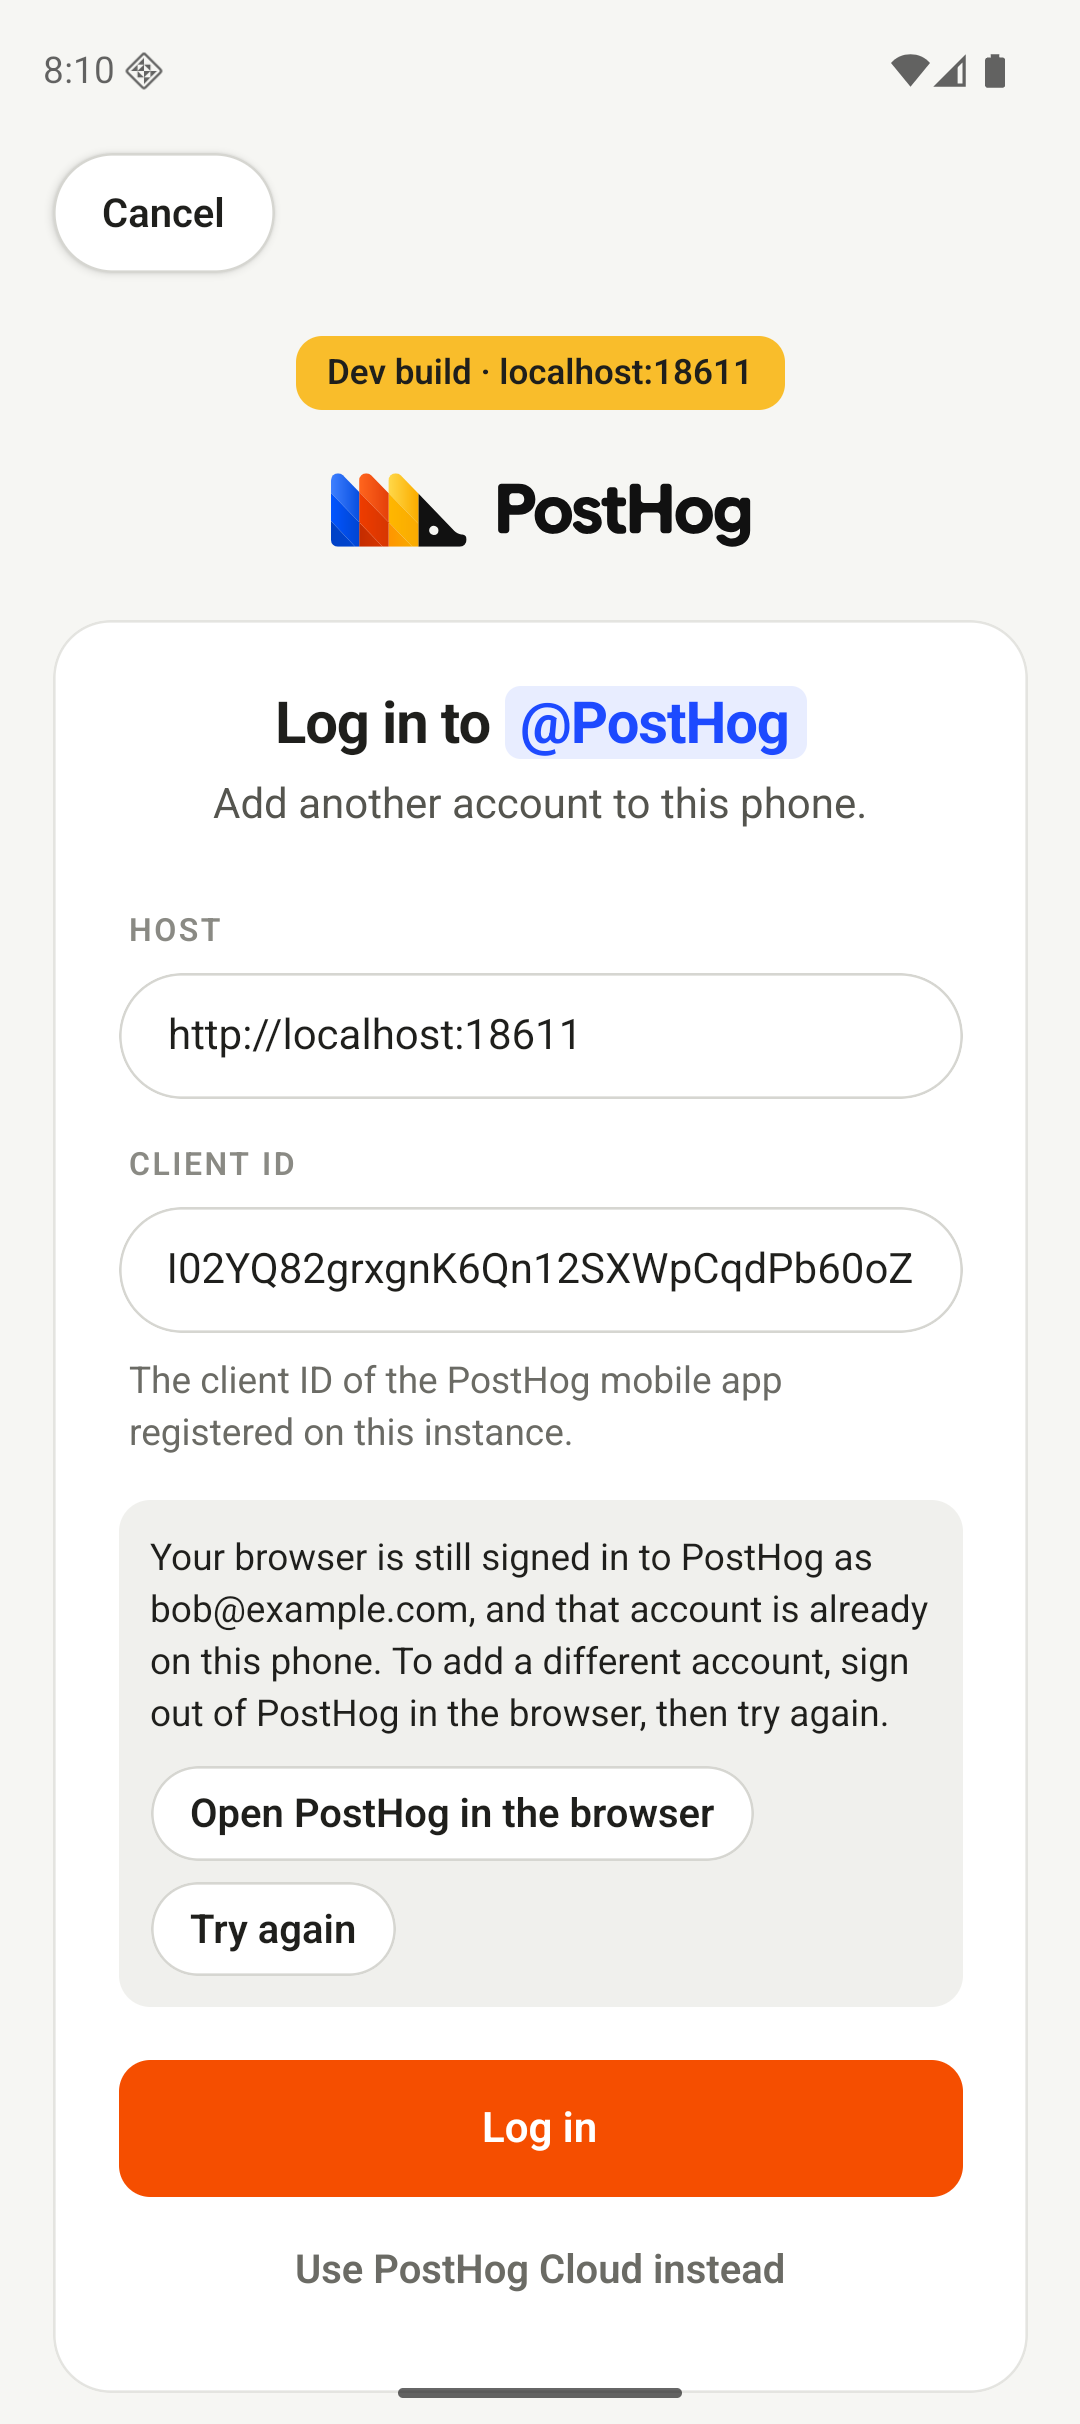 8:10
Cancel
Dev build · localhost:18611
PostHog
Log in to @PostHog
Add another account to this phone.
HOST
http://localhost:18611
CLIENT ID
I02YQ82grxgnK6Qn12SXWpCqdPb60oZ
The client ID of the PostHog mobile app
registered on this instance.
Your browser is still signed in to PostHog as
bob@example.com, and that account is already
on this phone. To add a different account, sign
out of PostHog in the browser, then try again.
Open PostHog in the browser
Try again
Log in
Use PostHog Cloud instead